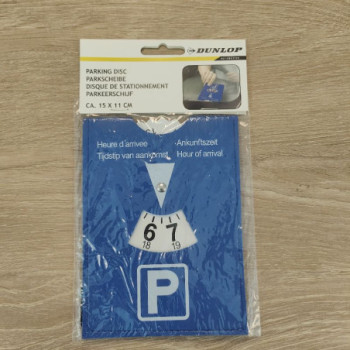 DUNLOP
PARKING DISC
PARKSCHEIBE
DISQUE DE STATIONNEMENT
PARKEERSCHIJF
CA. 15 X 11 CM
Heure d'arrivee Ankunftszeit
Tijdstip van aankomst Hour of arrival
6 7
18 19
P